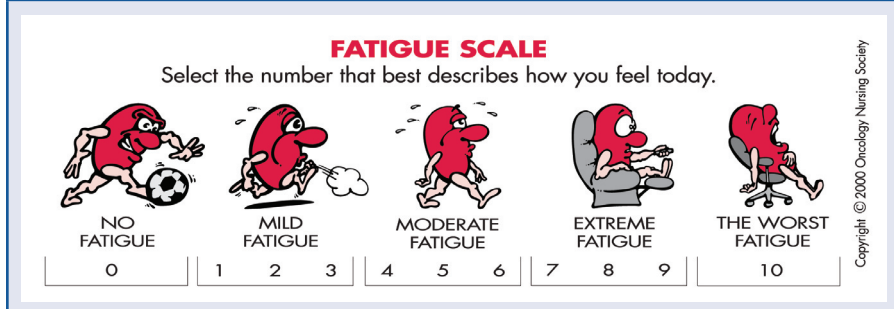 FATIGUE SCALE
Select the number that best describes how you feel today.
NO
FATIGUE
MILD
FATIGUE
MODERATE
FATIGUE
EXTREME
FATIGUE
THE WORST
FATIGUE
0
1 2 3
4 5 6
7 8 9
10
Copyright © 2000 Oncology Nursing Society